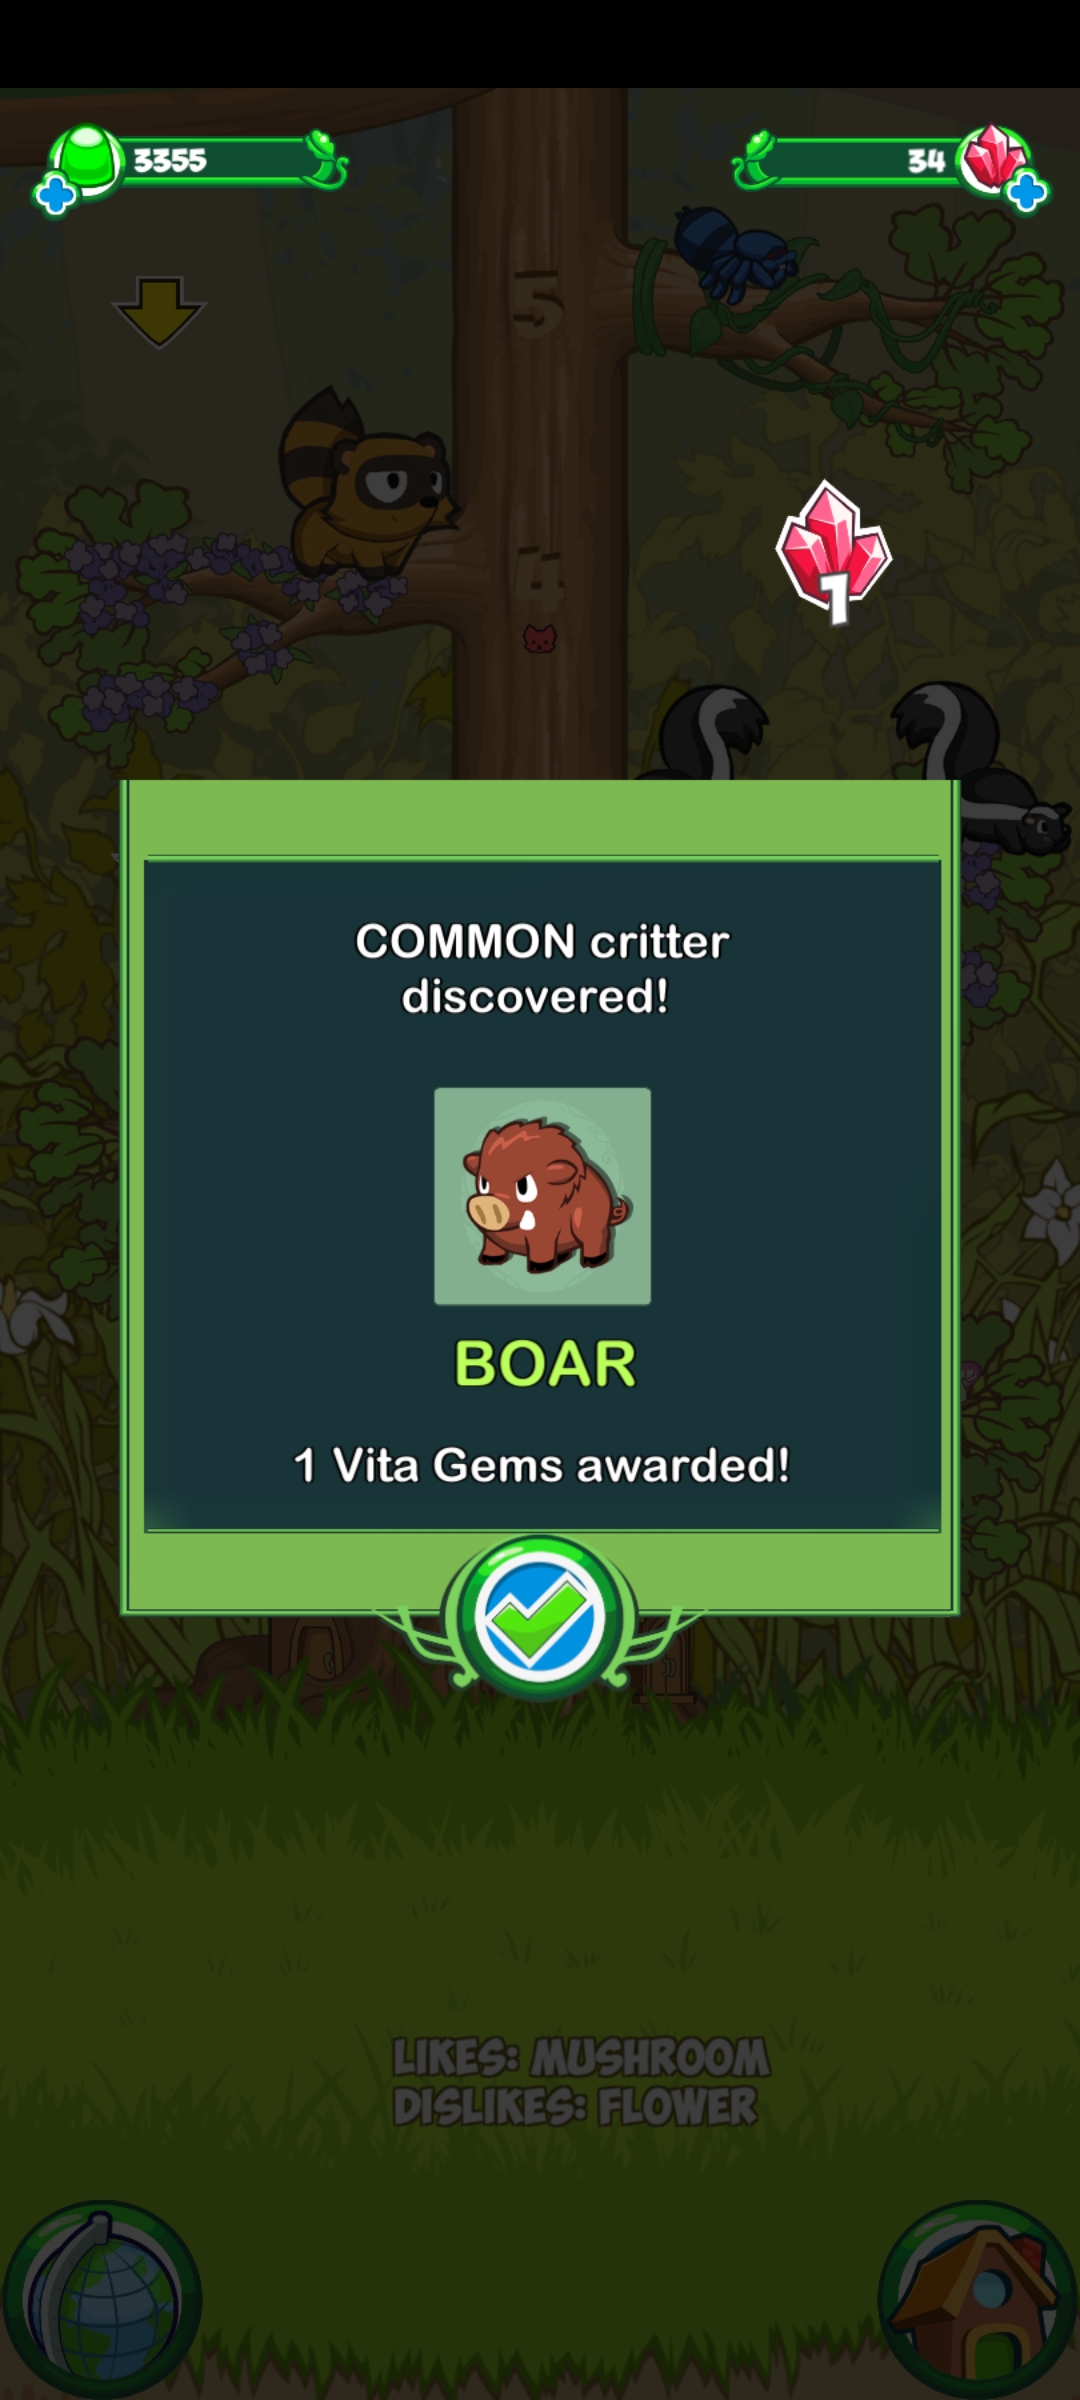 3355
34
5
4
1
COMMON critter
discovered!
BOAR
1 Vita Gems awarded!
LIKES: MUSHROOM
DISLIKES: FLOWER